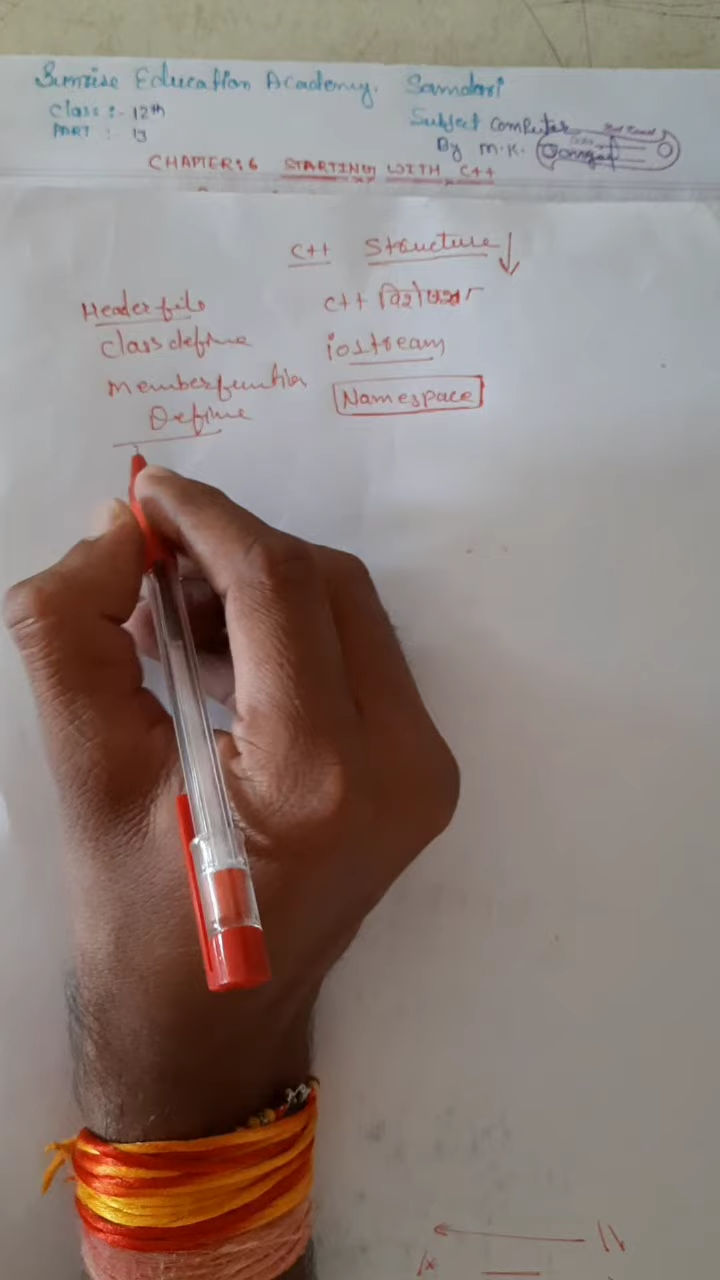 Sunrise Education Academy, Samdari
Class :- 12th
Subject Computer
PART : 13
By M.K.
CHAPTER:6 STARTING WITH C++
C++ Structure
Header file
C++ विशेषता
Class define
iostream
Member function
Define
Namespace